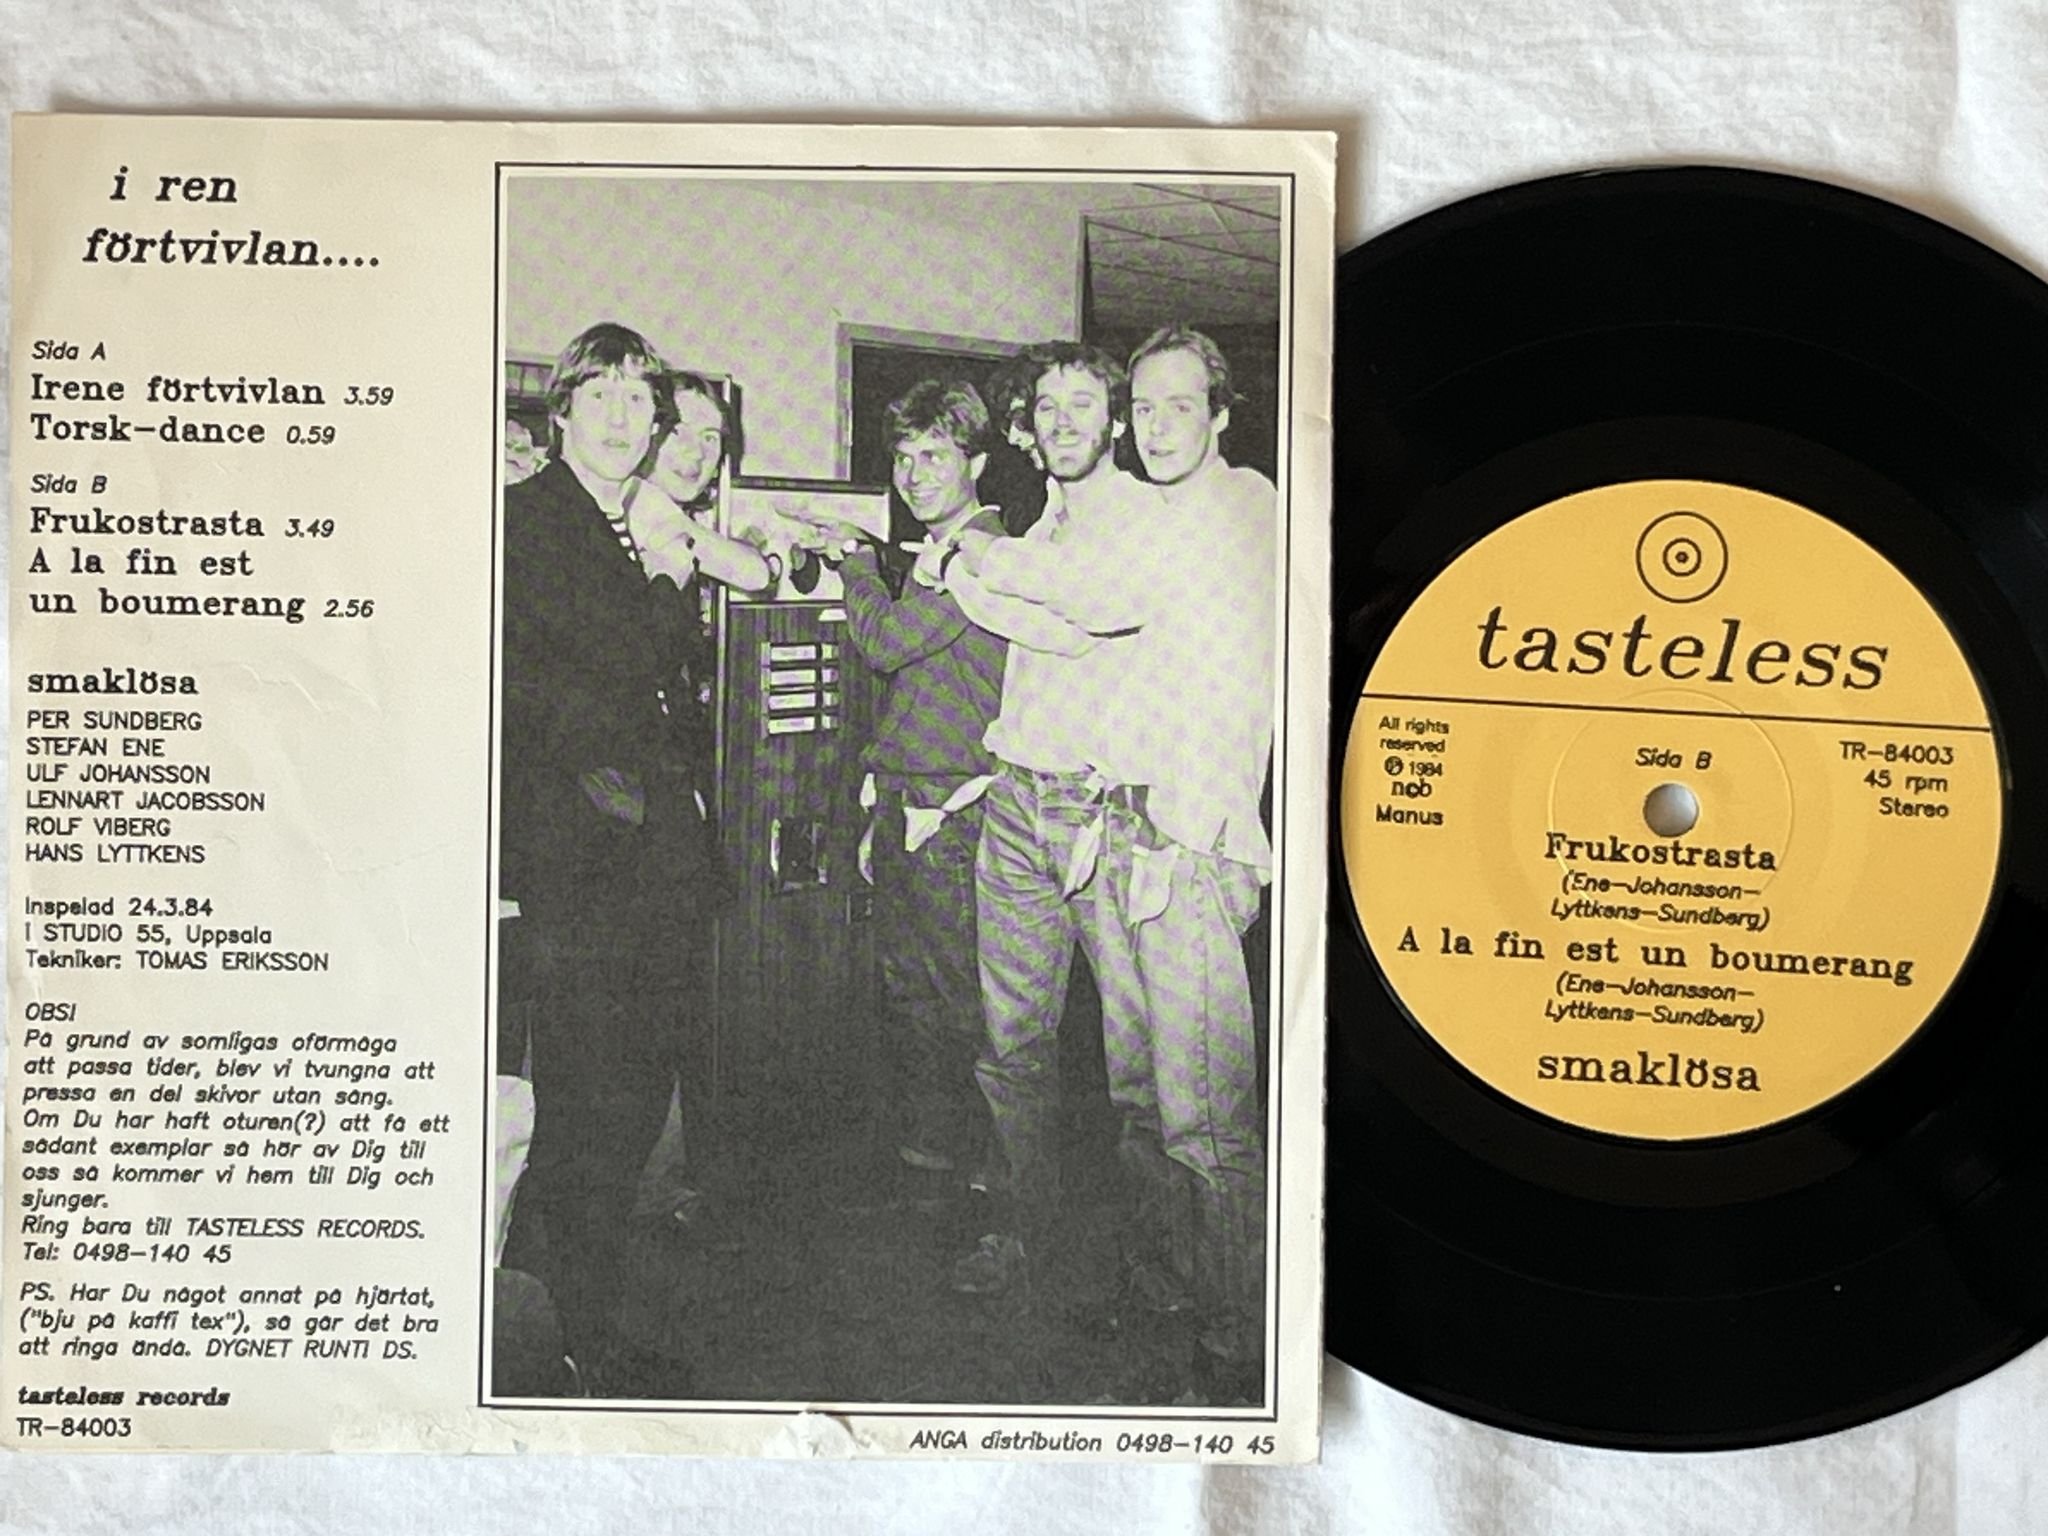 i ren
förtvivlan....
Sida A
Irene förtvivlan 3.59
Torsk-dance 0.59
Sida B
Frukostrasta 3.49
A la fin est
un boumerang 2.56
smaklösa
PER SUNDBERG
STEFAN ENE
ULF JOHANSSON
LENNART JACOBSSON
ROLF VIBERG
HANS LYTTKENS
Inspelad 24.3.84
i STUDIO 55, Uppsala
Tekniker: TOMAS ERIKSSON
OBS!
På grund av somligas oförmåga
att passa tider, blev vi tvungna att
pressa en del skivor utan sång.
Om Du har haft oturen(?) att få ett
sådant exemplar så hör av Dig till
oss så kommer vi hem till Dig och
sjunger.
Ring bara till TASTELESS RECORDS.
Tel: 0498-140 45
PS. Har Du något annat på hjärtat,
("bju på kaffi tex"), så går det bra
att ringa ändå. DYGNET RUNT! DS.
tasteless records
TR-84003
ANGA distribution 0498-140 45
tasteless
All rights
reserved
℗ 1984
ncb
Manus
Sida B
TR-84003
45 rpm
Stereo
Frukostrasta
(Ene-Johansson-
Lyttkens-Sundberg)
A la fin est un boumerang
(Ene-Johansson-
Lyttkens-Sundberg)
smaklösa